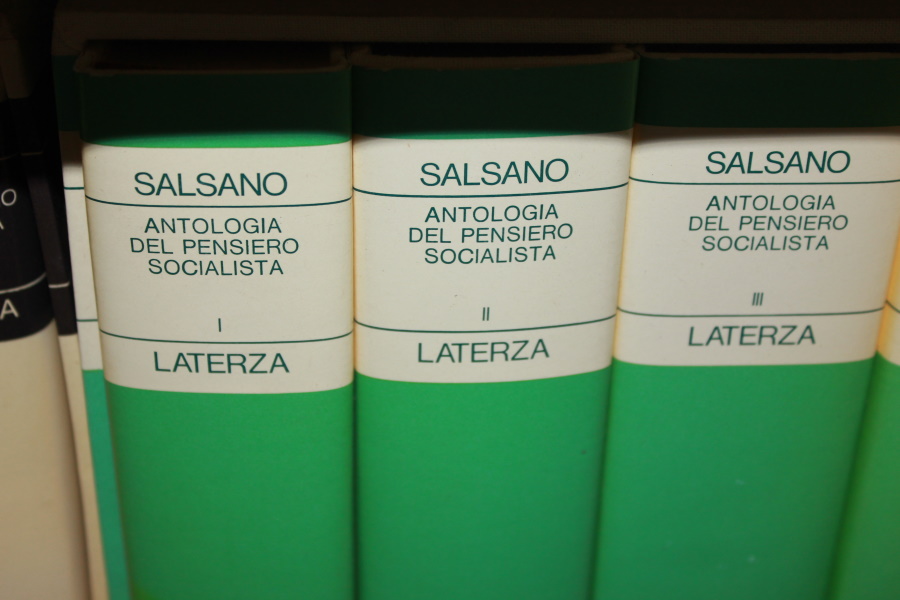 SALSANO
ANTOLOGIA
DEL PENSIERO
SOCIALISTA
I
LATERZA
SALSANO
ANTOLOGIA
DEL PENSIERO
SOCIALISTA
II
LATERZA
SALSANO
ANTOLOGIA
DEL PENSIERO
SOCIALISTA
III
LATERZA